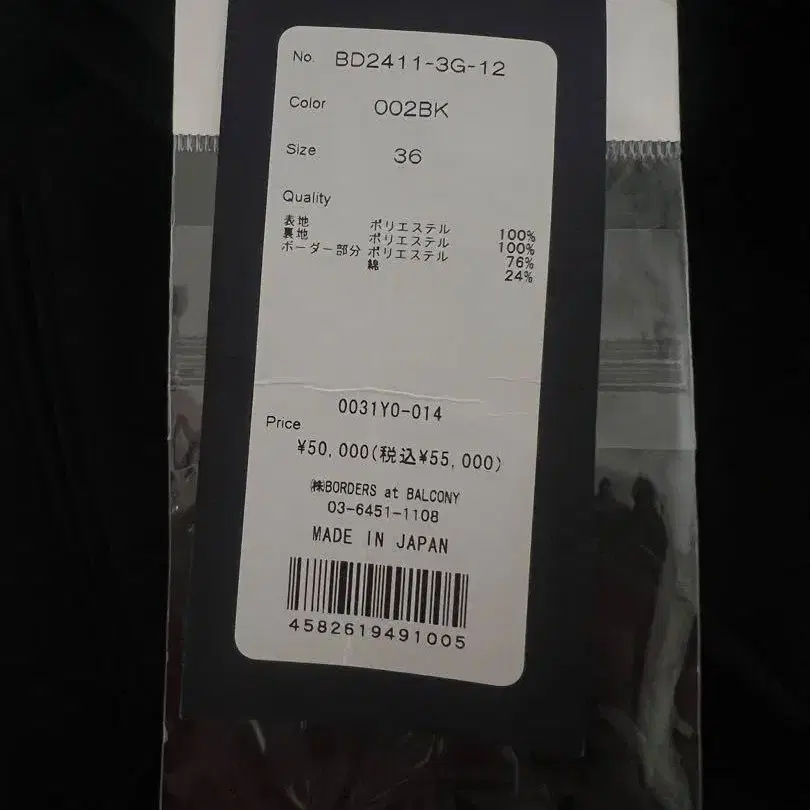 No. BD2411-3G-12
Color 002BK
Size 36
Quality
表地 ポリエステル 100%
裏地 ポリエステル 100%
ボーダー部分 ポリエステル 76%
綿 24%
0031Y0-014
Price
¥50,000(税込¥55,000)
㈱BORDERS at BALCONY
03-6451-1108
MADE IN JAPAN
4582619491005